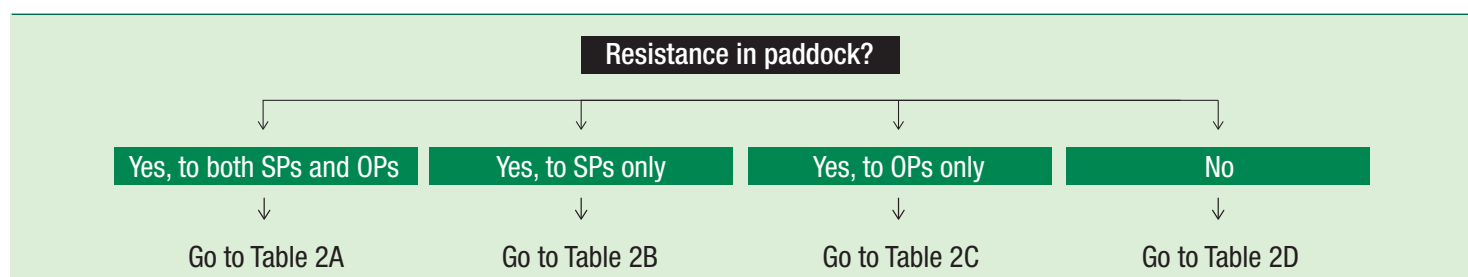 Resistance in paddock?
Yes, to both SPs and OPs
Yes, to SPs only
Yes, to OPs only
No
Go to Table 2A
Go to Table 2B
Go to Table 2C
Go to Table 2D